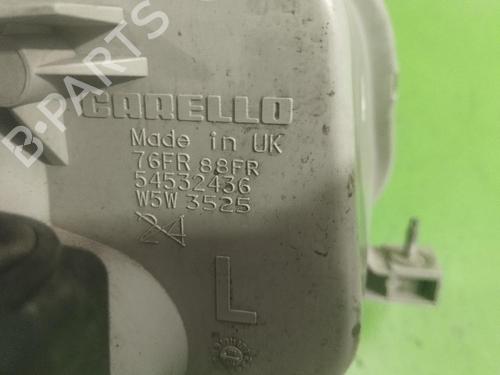 B-PARTS
CARELLO
Made in UK
76FR 88FR
54532436
W5W 3525
24
L